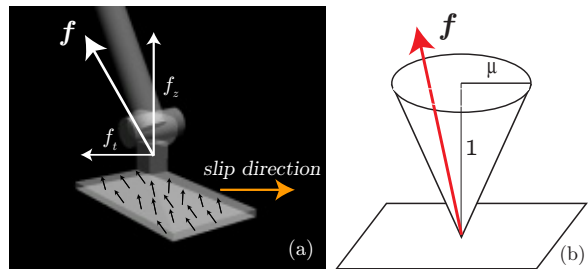 f
f_z
f_t
slip direction
(a)
f
μ
1
(b)